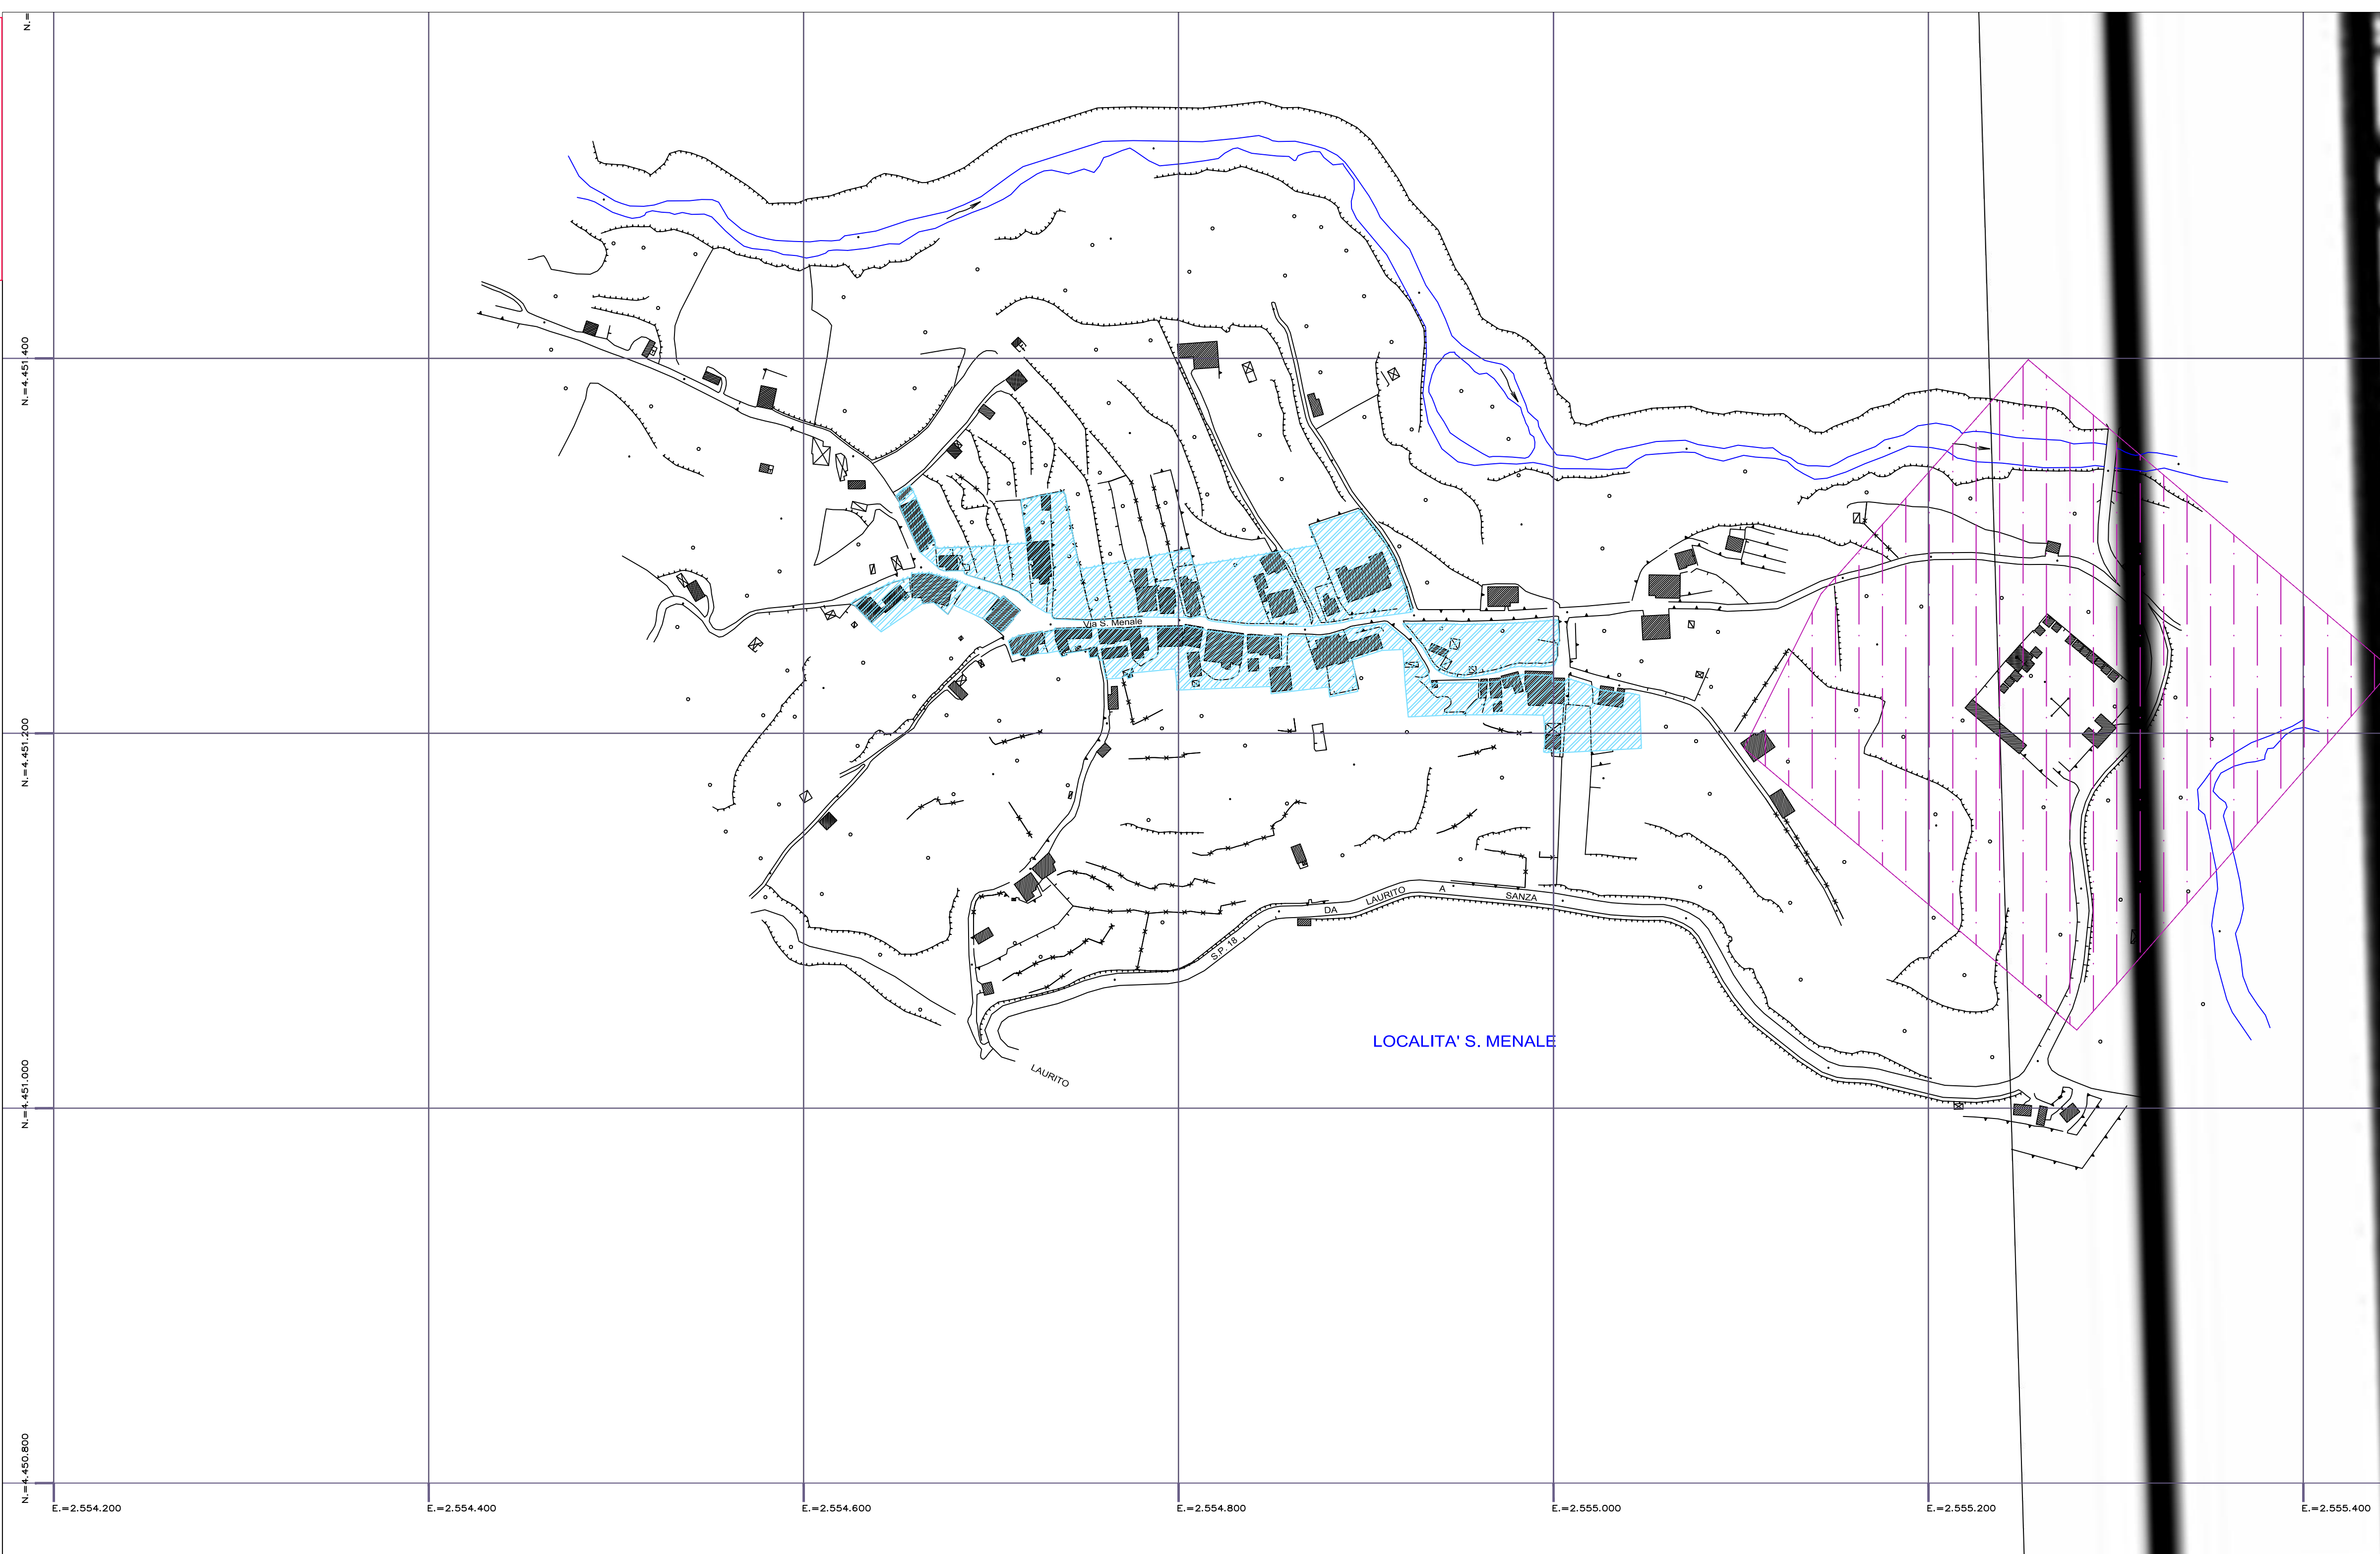 N.=
N.=4.451.400
Via S. Menale
N.=4.451.200
S.P. 18
DA
LAURITO
A
SANZA
LOCALITA' S. MENALE
LAURITO
N.=4.451.000
N.=4.450.800
E.=2.554.200
E.=2.554.400
E.=2.554.600
E.=2.554.800
E.=2.555.000
E.=2.555.200
E.=2.555.400